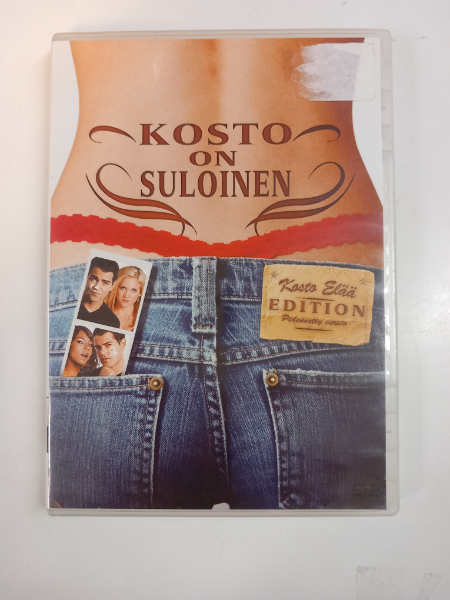 KOSTO
ON
SULOINEN
Kosto Elää
EDITION
Pidennetty versio